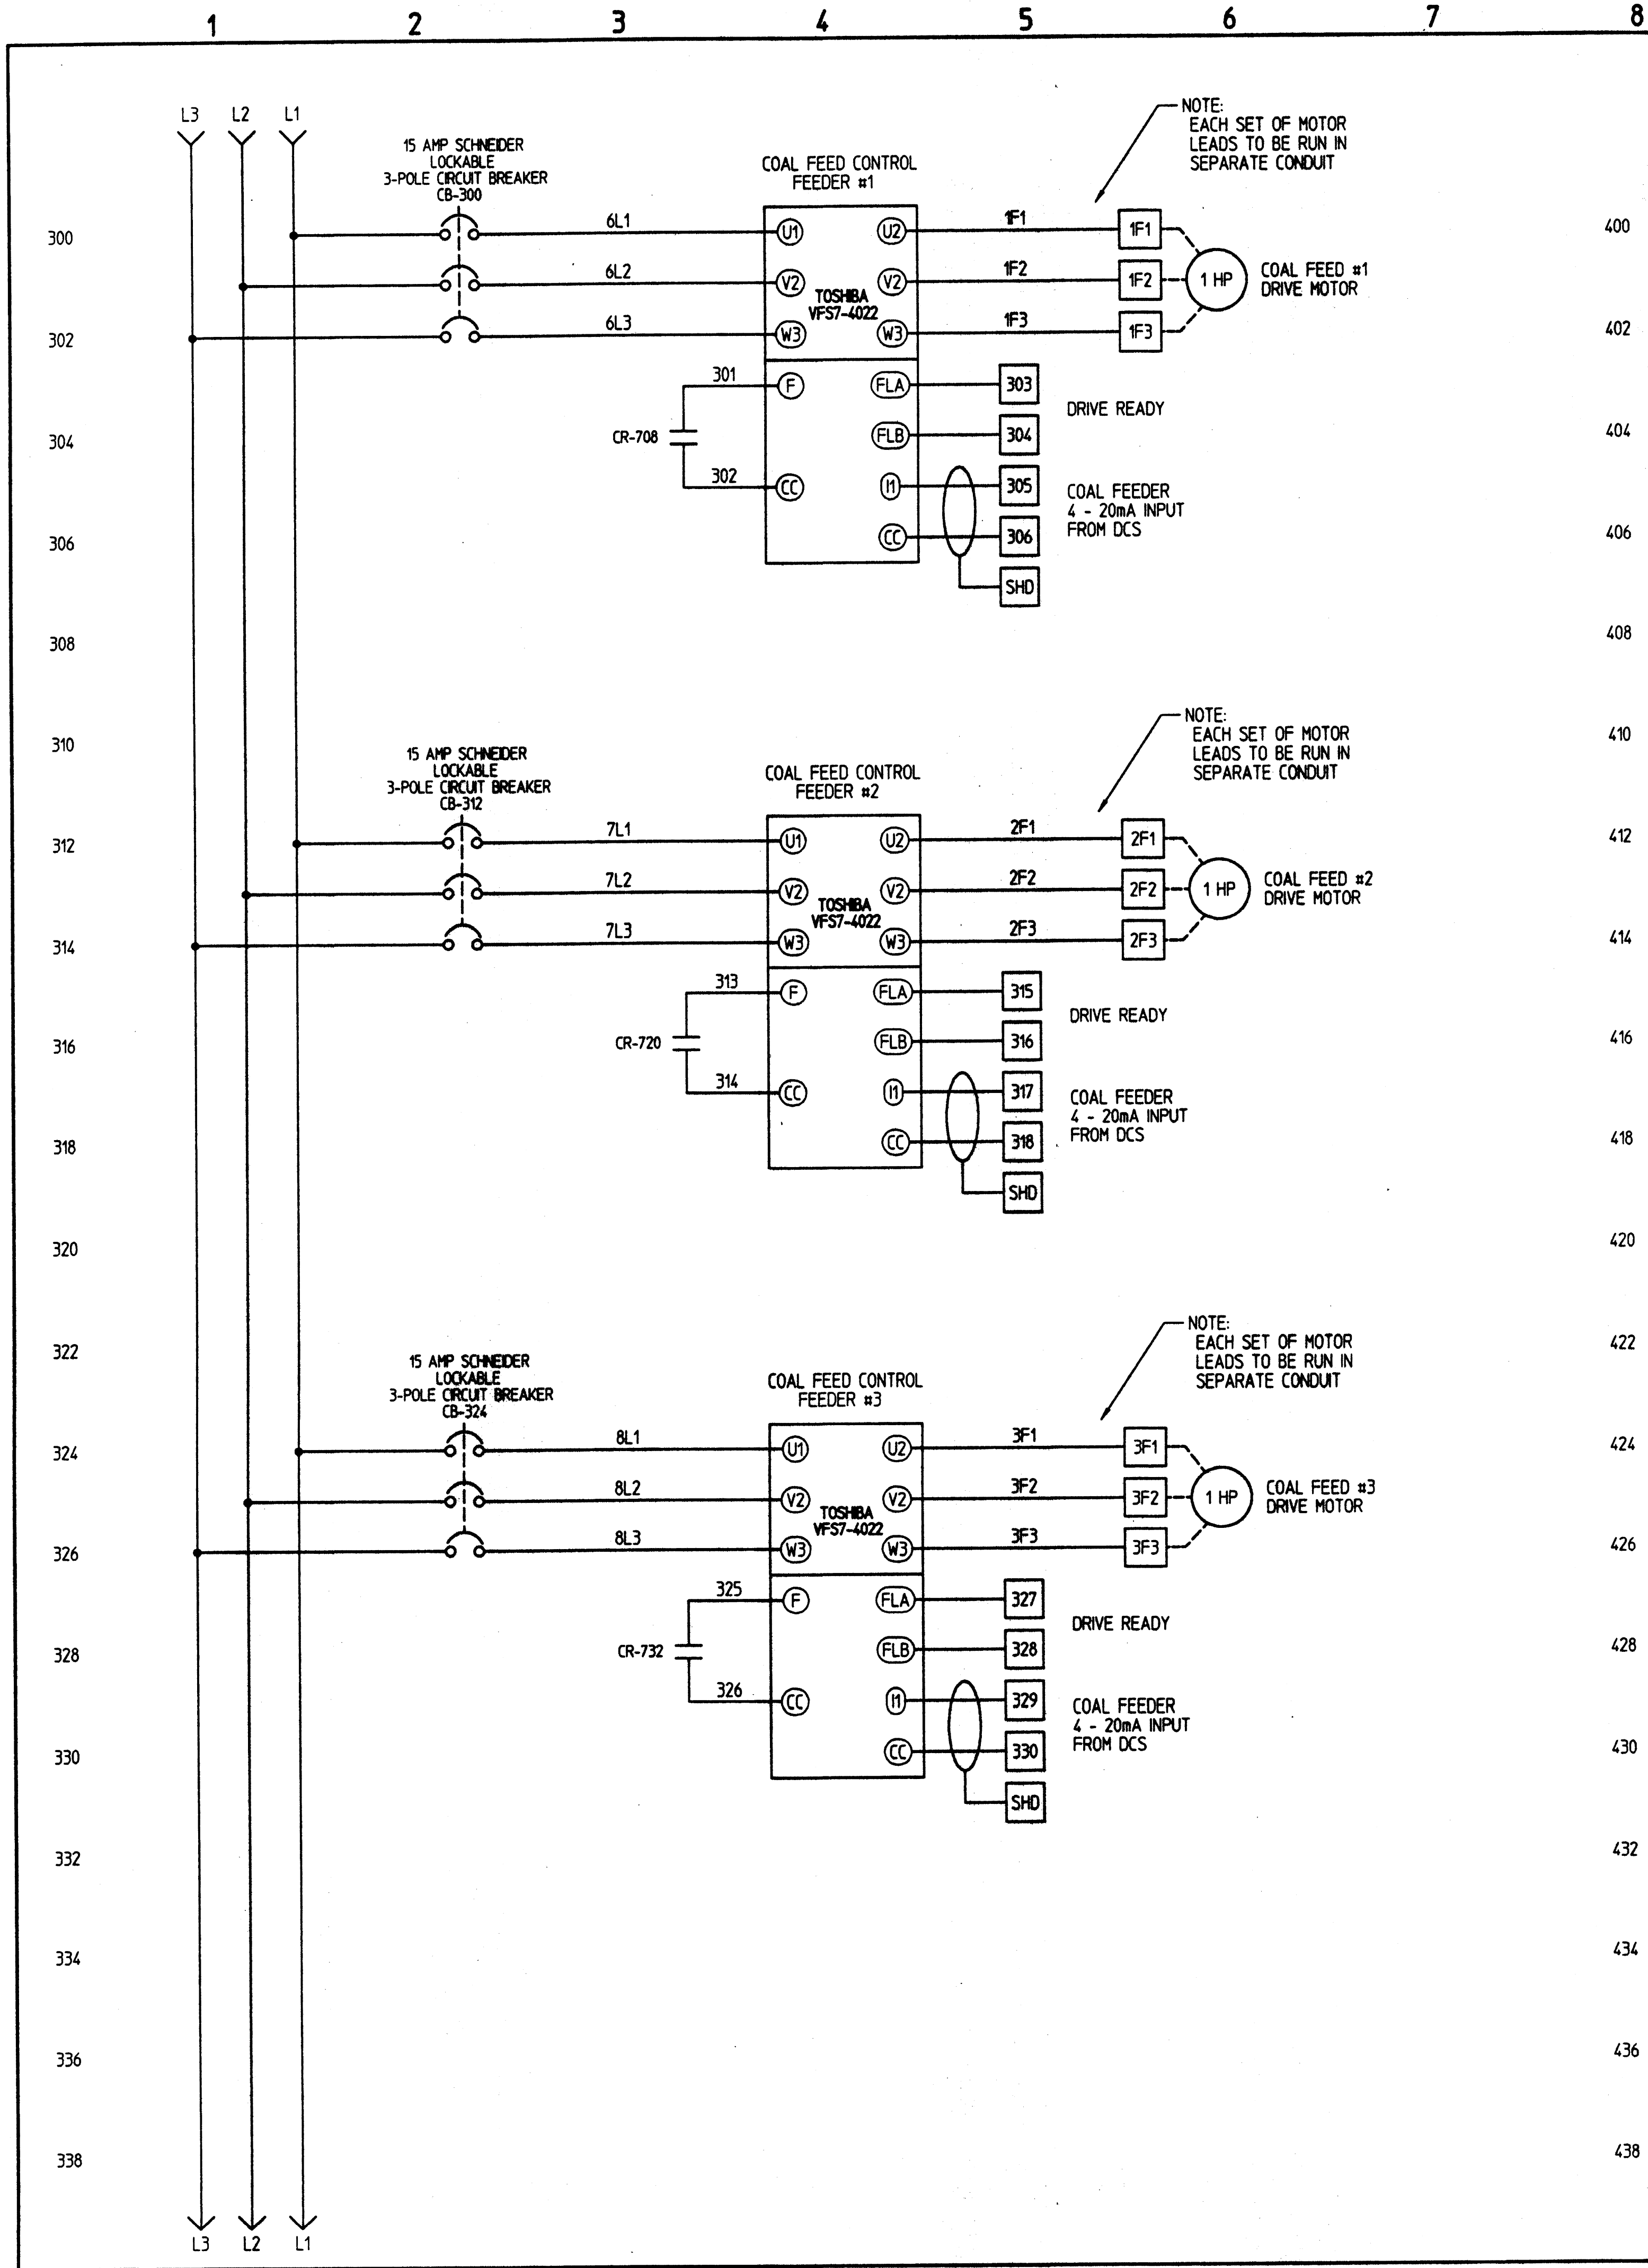 1 2 3 4 5 6 7 8
L3 L2 L1
NOTE:
EACH SET OF MOTOR
LEADS TO BE RUN IN
SEPARATE CONDUIT
15 AMP SCHNEIDER
LOCKABLE
3-POLE CIRCUIT BREAKER
CB-300
COAL FEED CONTROL
FEEDER #1
300 6L1 U1 U2 1F1 1F1 400
6L2 V2 V2 1F2 1F2 1 HP
COAL FEED #1
DRIVE MOTOR
TOSHIBA
VFS7-4022
302 6L3 W3 W3 1F3 1F3 402
301 F FLA 303
DRIVE READY
304 CR-708 FLB 304 404
302 CC I1 305
COAL FEEDER
4 - 20mA INPUT
FROM DCS
306 CC 306 406
SHD
308 408
NOTE:
EACH SET OF MOTOR
LEADS TO BE RUN IN
SEPARATE CONDUIT
310 410
15 AMP SCHNEIDER
LOCKABLE
3-POLE CIRCUIT BREAKER
CB-312
COAL FEED CONTROL
FEEDER #2
312 7L1 U1 U2 2F1 2F1 412
7L2 V2 V2 2F2 2F2 1 HP
COAL FEED #2
DRIVE MOTOR
TOSHIBA
VFS7-4022
314 7L3 W3 W3 2F3 2F3 414
313 F FLA 315
DRIVE READY
316 CR-720 FLB 316 416
314 CC I1 317
COAL FEEDER
4 - 20mA INPUT
FROM DCS
318 CC 318 418
SHD
320 420
NOTE:
EACH SET OF MOTOR
LEADS TO BE RUN IN
SEPARATE CONDUIT
322 422
15 AMP SCHNEIDER
LOCKABLE
3-POLE CIRCUIT BREAKER
CB-324
COAL FEED CONTROL
FEEDER #3
324 8L1 U1 U2 3F1 3F1 424
8L2 V2 V2 3F2 3F2 1 HP
COAL FEED #3
DRIVE MOTOR
TOSHIBA
VFS7-4022
326 8L3 W3 W3 3F3 3F3 426
325 F FLA 327
DRIVE READY
328 CR-732 FLB 328 428
326 CC I1 329
COAL FEEDER
4 - 20mA INPUT
FROM DCS
330 CC 330 430
SHD
332 432
334 434
336 436
338 438
L3 L2 L1